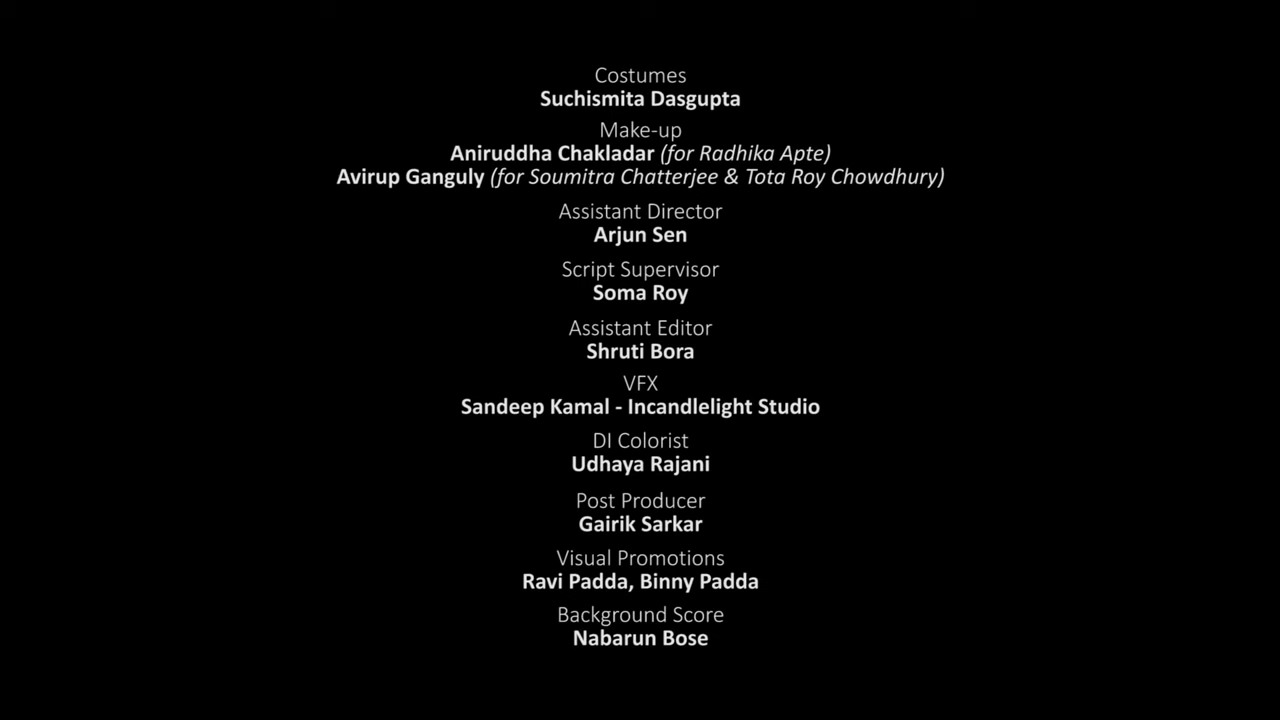 Costumes
Suchismita Dasgupta
Make-up
Aniruddha Chakladar (for Radhika Apte)
Avirup Ganguly (for Soumitra Chatterjee & Tota Roy Chowdhury)
Assistant Director
Arjun Sen
Script Supervisor
Soma Roy
Assistant Editor
Shruti Bora
VFX
Sandeep Kamal - Incandlelight Studio
DI Colorist
Udhaya Rajani
Post Producer
Gairik Sarkar
Visual Promotions
Ravi Padda, Binny Padda
Background Score
Nabarun Bose